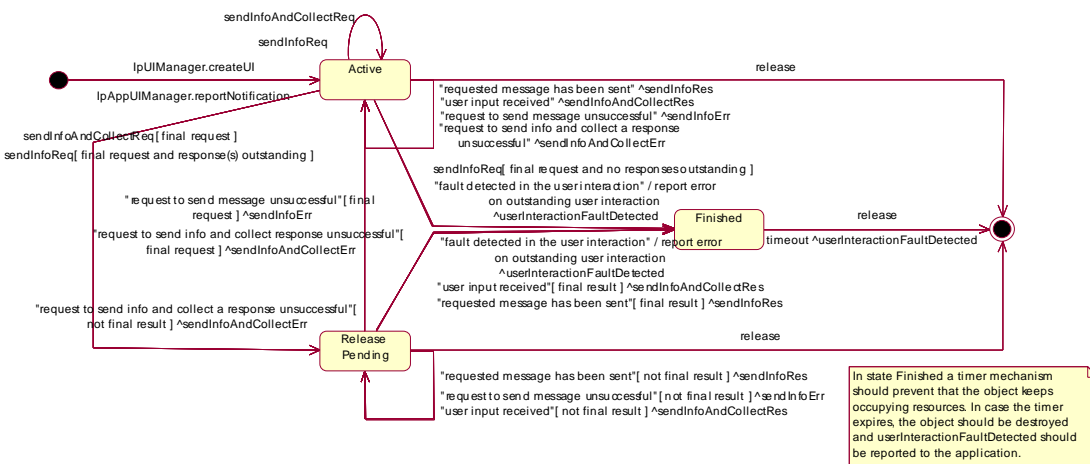 sendInfoAndCollectReq
sendInfoReq
IpUIManager.createUI
Active
release
IpAppUIManager.reportNotification
"requested message has been sent" ^sendInfoRes
"user input received" ^sendInfoAndCollectRes
"request to send message unsuccessful" ^sendInfoErr
"request to send info and collect a response
unsuccessful" ^sendInfoAndCollectErr
sendInfoAndCollectReq[ final request ]
sendInfoReq[ final request and response(s) outstanding ]
sendInfoReq[ final request and no responses outstanding ]
"fault detected in the user interaction" / report error
on outstanding user interaction
^userInteractionFaultDetected
"request to send message unsuccessful"[ final
request ] ^sendInfoErr
"request to send info and collect response unsuccessful"[
final request ] ^sendInfoAndCollectErr
Finished
release
timeout ^userInteractionFaultDetected
"fault detected in the user interaction" / report error
on outstanding user interaction
^userInteractionFaultDetected
"user input received"[ final result ] ^sendInfoAndCollectRes
"requested message has been sent"[ final result ] ^sendInfoRes
"request to send info and collect a response unsuccessful"[
not final result ] ^sendInfoAndCollectErr
Release
Pending
release
"requested message has been sent"[ not final result ] ^sendInfoRes
"request to send message unsuccessful"[ not final result ] ^sendInfoErr
"user input received"[ not final result ] ^sendInfoAndCollectRes
In state Finished a timer mechanism
should prevent that the object keeps
occupying resources. In case the timer
expires, the object should be destroyed
and userInteractionFaultDetected should
be reported to the application.